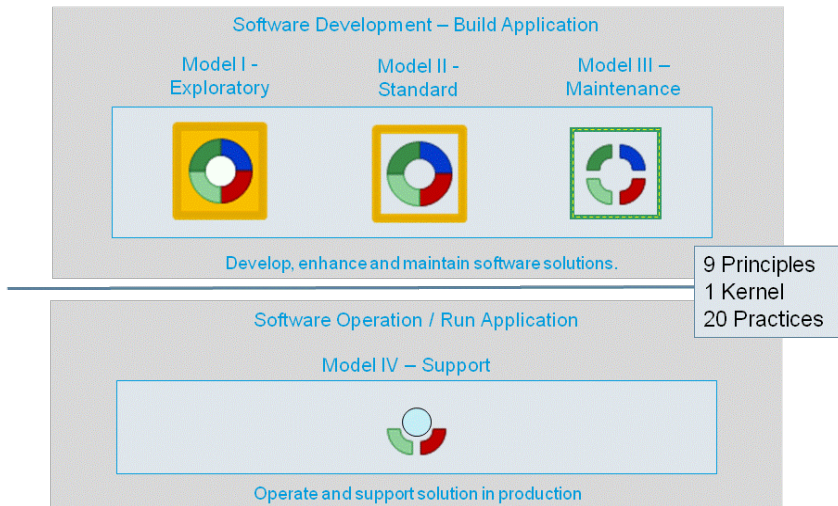 Software Development – Build Application
Model I -
Exploratory
Model II -
Standard
Model III –
Maintenance
Develop, enhance and maintain software solutions.
9 Principles
1 Kernel
20 Practices
Software Operation / Run Application
Model IV – Support
Operate and support solution in production